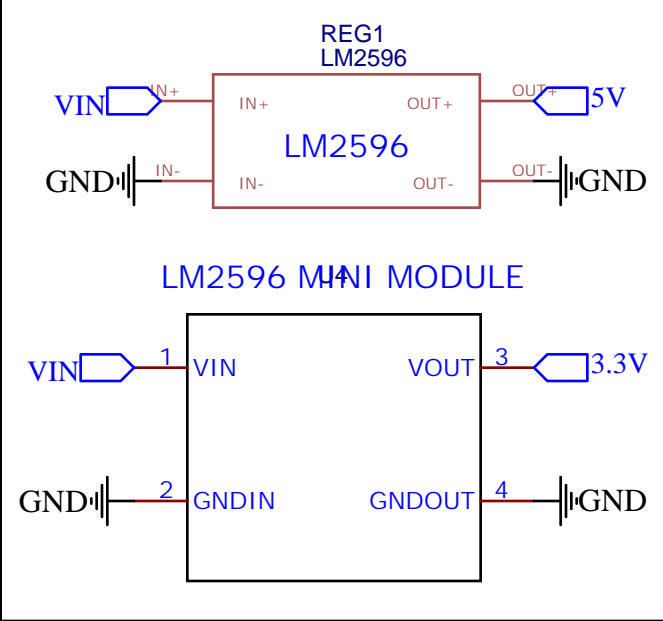 REG1
LM2596
VIN IN+ IN+ OUT+ OUT+ 5V
LM2596
GND IN- IN- OUT- OUT- GND
LM2596 MINI MODULE
U4
VIN 1 VIN VOUT 3 3.3V
GND 2 GNDIN GNDOUT 4 GND